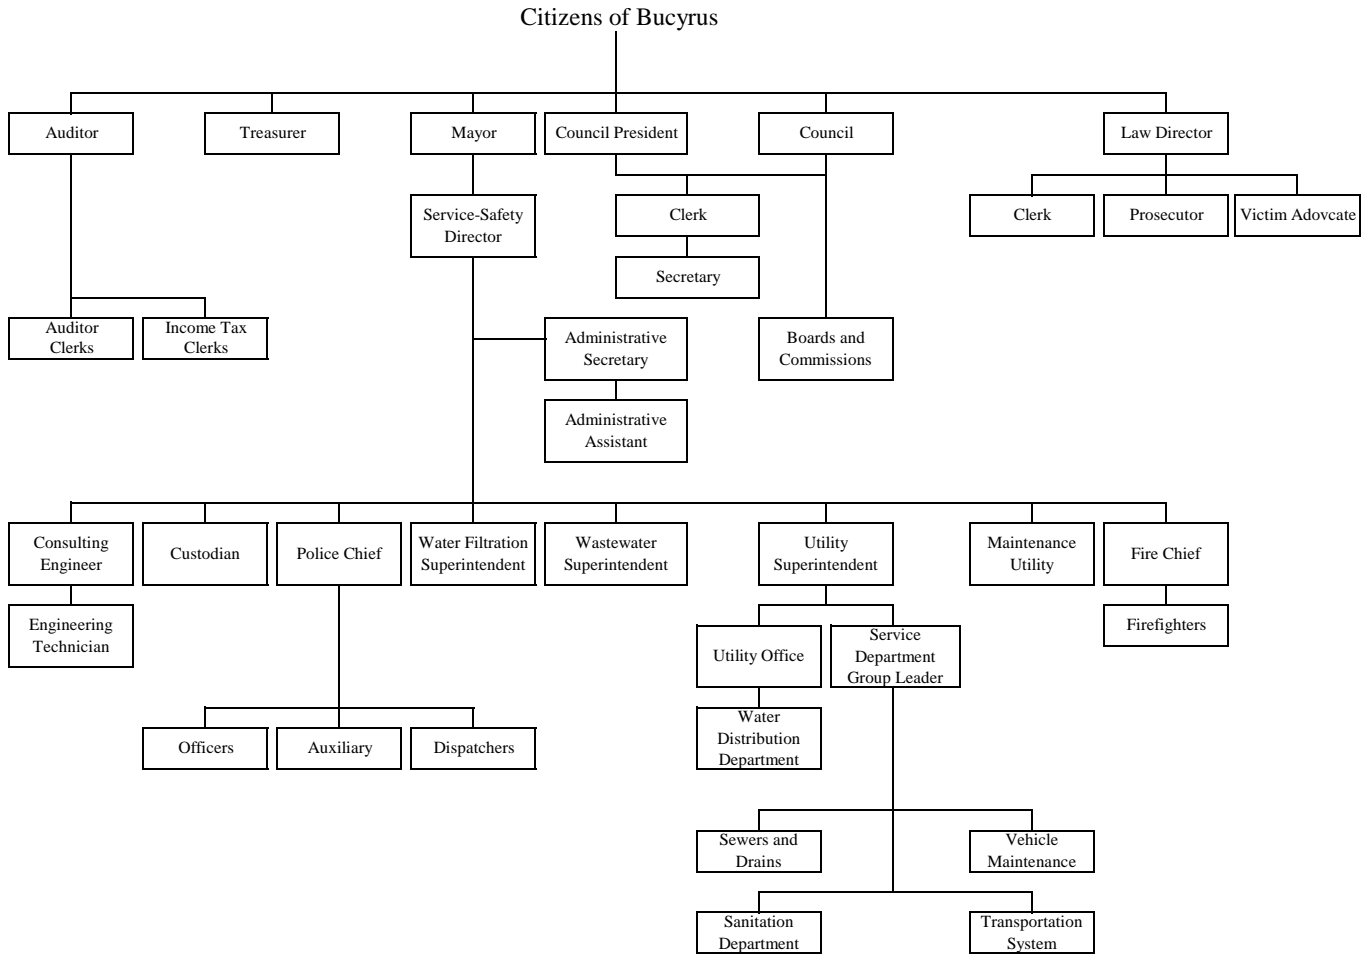 Citizens of Bucyrus
Auditor
Treasurer
Mayor
Council President
Council
Law Director
Service-Safety
Director
Clerk
Clerk
Prosecutor
Victim Adovcate
Secretary
Auditor
Clerks
Income Tax
Clerks
Administrative
Secretary
Boards and
Commissions
Administrative
Assistant
Consulting
Engineer
Custodian
Police Chief
Water Filtration
Superintendent
Wastewater
Superintendent
Utility
Superintendent
Maintenance
Utility
Fire Chief
Engineering
Technician
Utility Office
Service
Department
Group Leader
Firefighters
Officers
Auxiliary
Dispatchers
Water
Distribution
Department
Sewers and
Drains
Vehicle
Maintenance
Sanitation
Department
Transportation
System